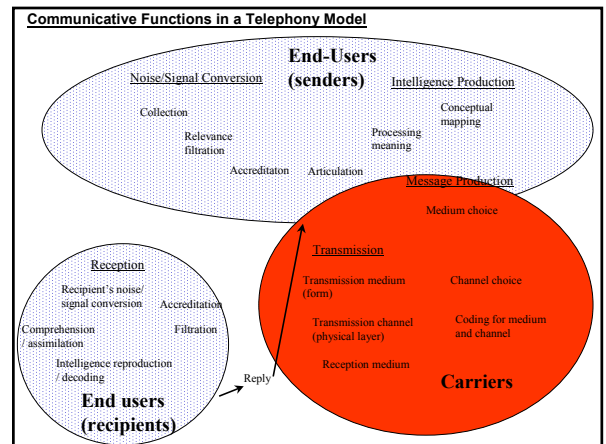 Communicative Functions in a Telephony Model
End-Users
(senders)
Noise/Signal Conversion
Intelligence Production
Collection
Conceptual
mapping
Relevance
filtration
Processing
meaning
Accreditaton
Articulation
Message Production
Medium choice
Transmission
Transmission medium
(form)
Channel choice
Transmission channel
(physical layer)
Coding for medium
and channel
Reception medium
Carriers
Reception
Recipient's noise/
signal conversion
Accreditation
Comprehension
/ assimilation
Filtration
Intelligence reproduction
/ decoding
Reply
End users
(recipients)